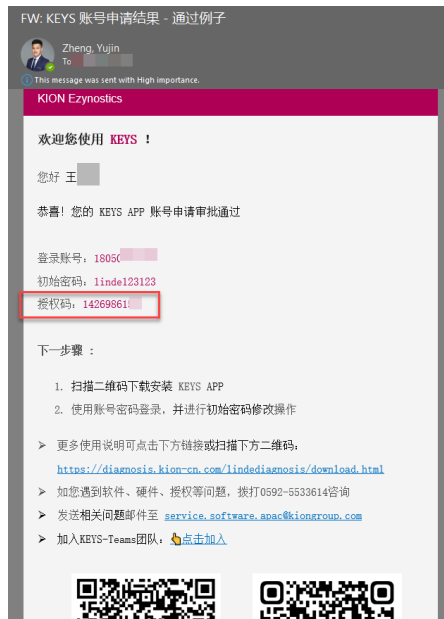 FW: KEYS 账号申请结果 - 通过例子
Zheng, Yujin
To
This message was sent with High importance.
KION Ezynostics
欢迎您使用 KEYS !
您好 王
恭喜! 您的 KEYS APP 账号申请审批通过
登录账号: 1805
初始密码: linde123123
授权码: 14269861
下一步骤 :
1. 扫描二维码下载安装 KEYS APP
2. 使用账号密码登录, 并进行初始密码修改操作
➢ 更多使用说明可点击下方链接或扫描下方二维码:
https://diagnosis.kion-cn.com/lindediagnosis/download.html
➢ 如您遇到软件、硬件、授权等问题, 拨打0592-5533614咨询
➢ 发送相关问题邮件至 service.software.apac@kiongroup.com
➢ 加入KEYS-Teams团队: 👆点击加入